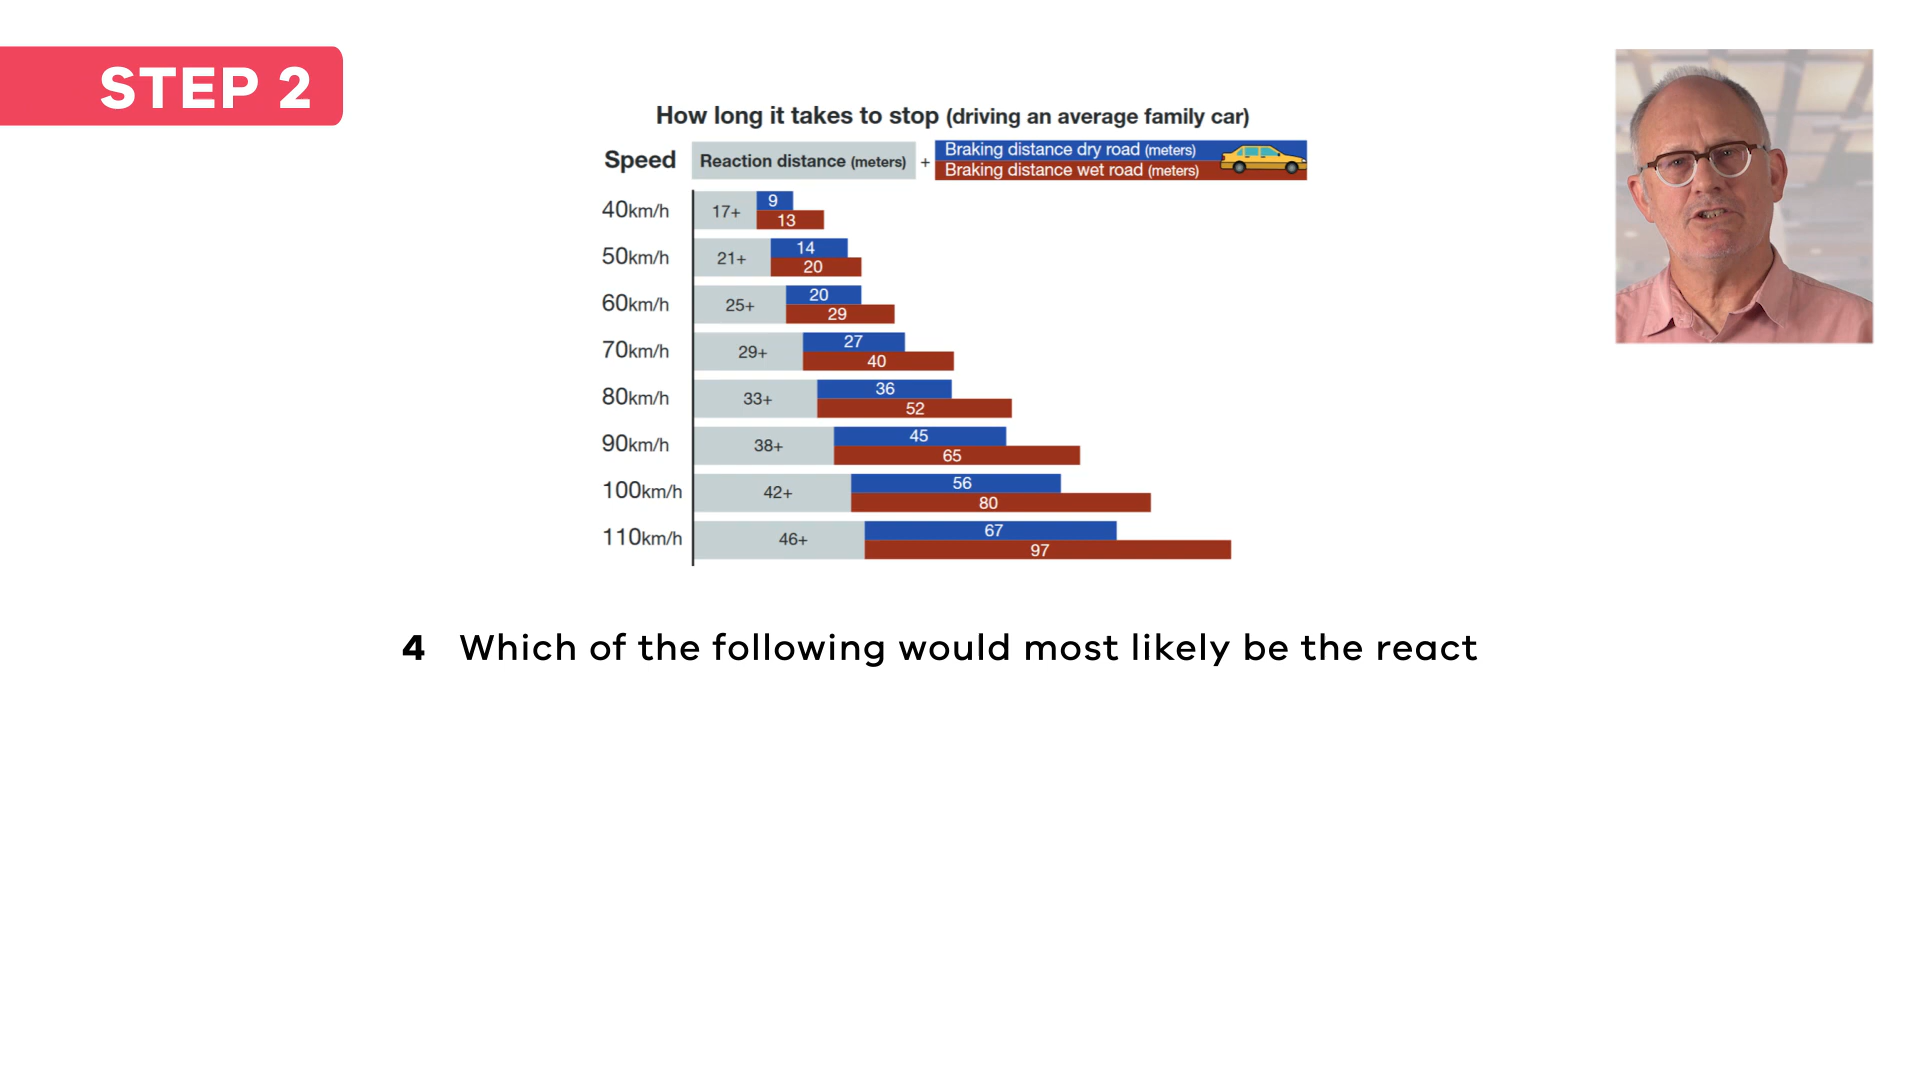 STEP 2
How long it takes to stop (driving an average family car)
Speed Reaction distance (meters) + Braking distance dry road (meters)
Braking distance wet road (meters)
40km/h 17+ 9
13
50km/h 21+ 14
20
60km/h 25+ 20
29
70km/h 29+ 27
40
80km/h 33+ 36
52
90km/h 38+ 45
65
100km/h 42+ 56
80
110km/h 46+ 67
97
4 Which of the following would most likely be the react